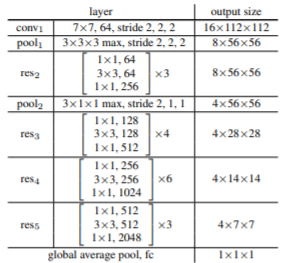 layer output size
conv1 7×7, 64, stride 2, 2, 2 16×112×112
pool1 3×3×3 max, stride 2, 2, 2 8×56×56
1×1, 64
res2 3×3, 64 ×3 8×56×56
1×1, 256
pool2 3×1×1 max, stride 2, 1, 1 4×56×56
1×1, 128
res3 3×3, 128 ×4 4×28×28
1×1, 512
1×1, 256
res4 3×3, 256 ×6 4×14×14
1×1, 1024
1×1, 512
res5 3×3, 512 ×3 4×7×7
1×1, 2048
global average pool, fc 1×1×1